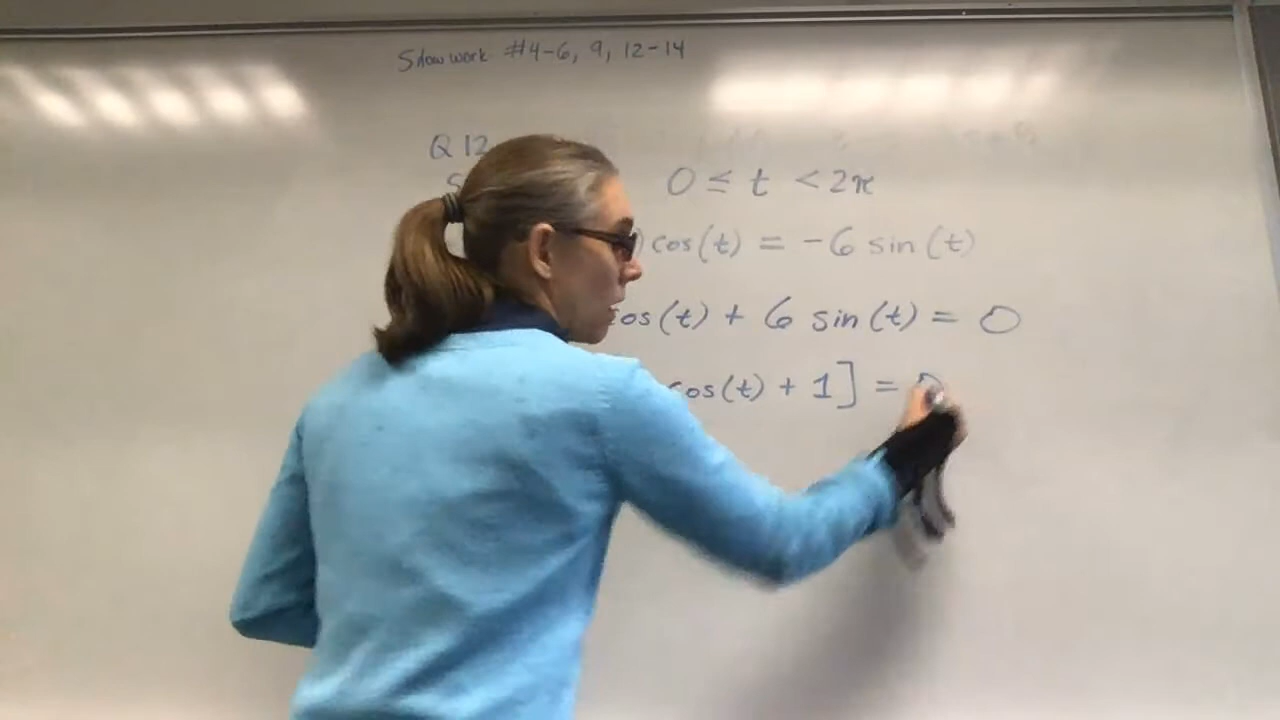 Show work #4-6, 9, 12-14
Q 12
0 ≤ t < 2π
) cos(t) = -6 sin(t)
cos(t) + 6 sin(t) = 0
cos(t) + 1] = 0